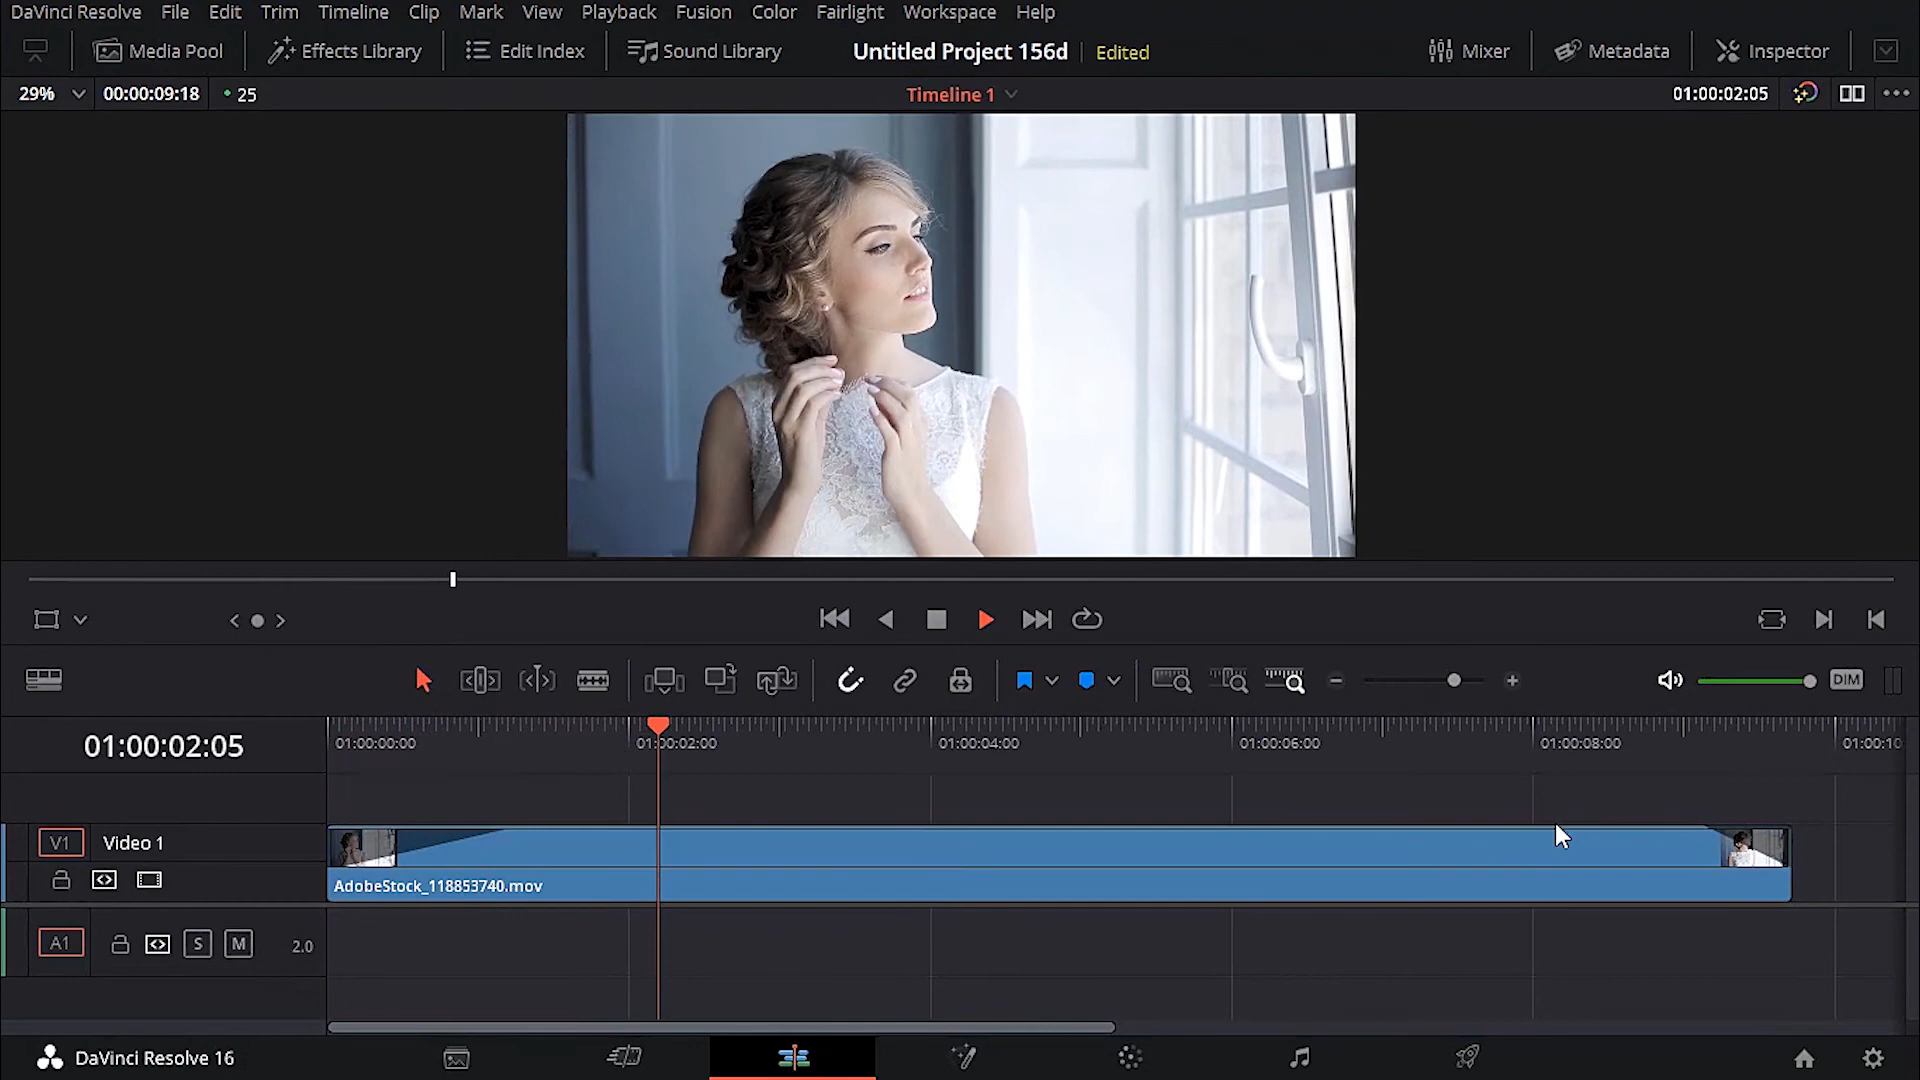 DaVinci Resolve File Edit Trim Timeline Clip Mark View Playback Fusion Color Fairlight Workspace Help
Media Pool Effects Library Edit Index Sound Library Untitled Project 156d Edited Mixer Metadata Inspector
29% 00:00:09:18 25 Timeline 1 01:00:02:05
DIM
01:00:02:05 01:00:00:00 01:00:02:00 01:00:04:00 01:00:06:00 01:00:08:00 01:00:10
V1 Video 1
AdobeStock_118853740.mov
A1 S M 2.0
DaVinci Resolve 16